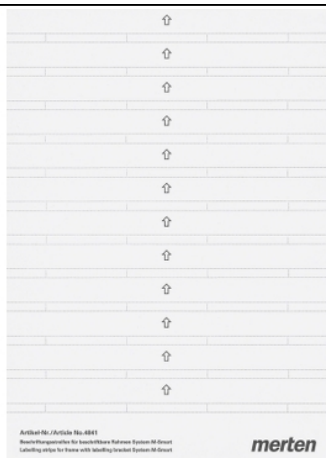 Artikel-Nr./Article No.4041
Beschriftungsstreifen für beschriftbare Rahmen System M-Smart
Labelling strips for frame with labelling bracket System M-Smart
merten